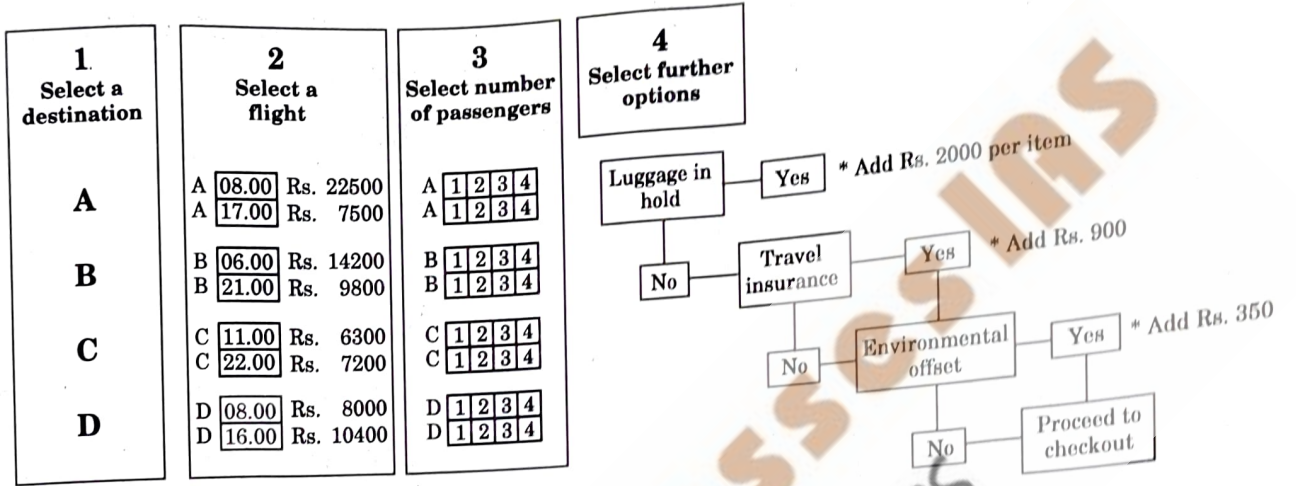 1.
Select a
destination
A
B
C
D
2
Select a
flight
A 08.00 Rs. 22500
A 17.00 Rs. 7500
B 06.00 Rs. 14200
B 21.00 Rs. 9800
C 11.00 Rs. 6300
C 22.00 Rs. 7200
D 08.00 Rs. 8000
D 16.00 Rs. 10400
3
Select number
of passengers
A 1 2 3 4
A 1 2 3 4
B 1 2 3 4
B 1 2 3 4
C 1 2 3 4
C 1 2 3 4
D 1 2 3 4
D 1 2 3 4
4
Select further
options
Luggage in
hold
Yes * Add Rs. 2000 per item
No
Travel
insurance
Yes * Add Rs. 900
No
Environmental
offset
Yes * Add Rs. 350
No
Proceed to
checkout